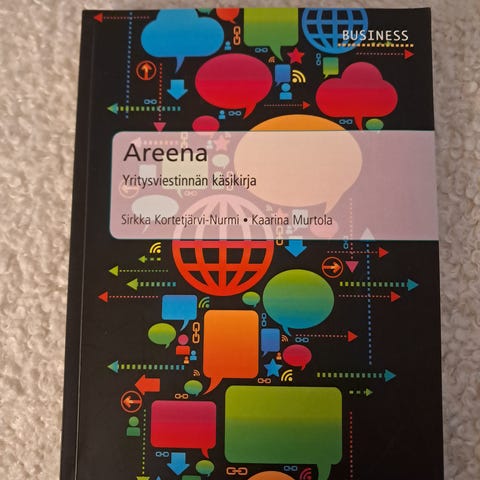 BUSINESS
Areena
Yritysviestinnän käsikirja
Sirkka Kortetjärvi-Nurmi • Kaarina Murtola